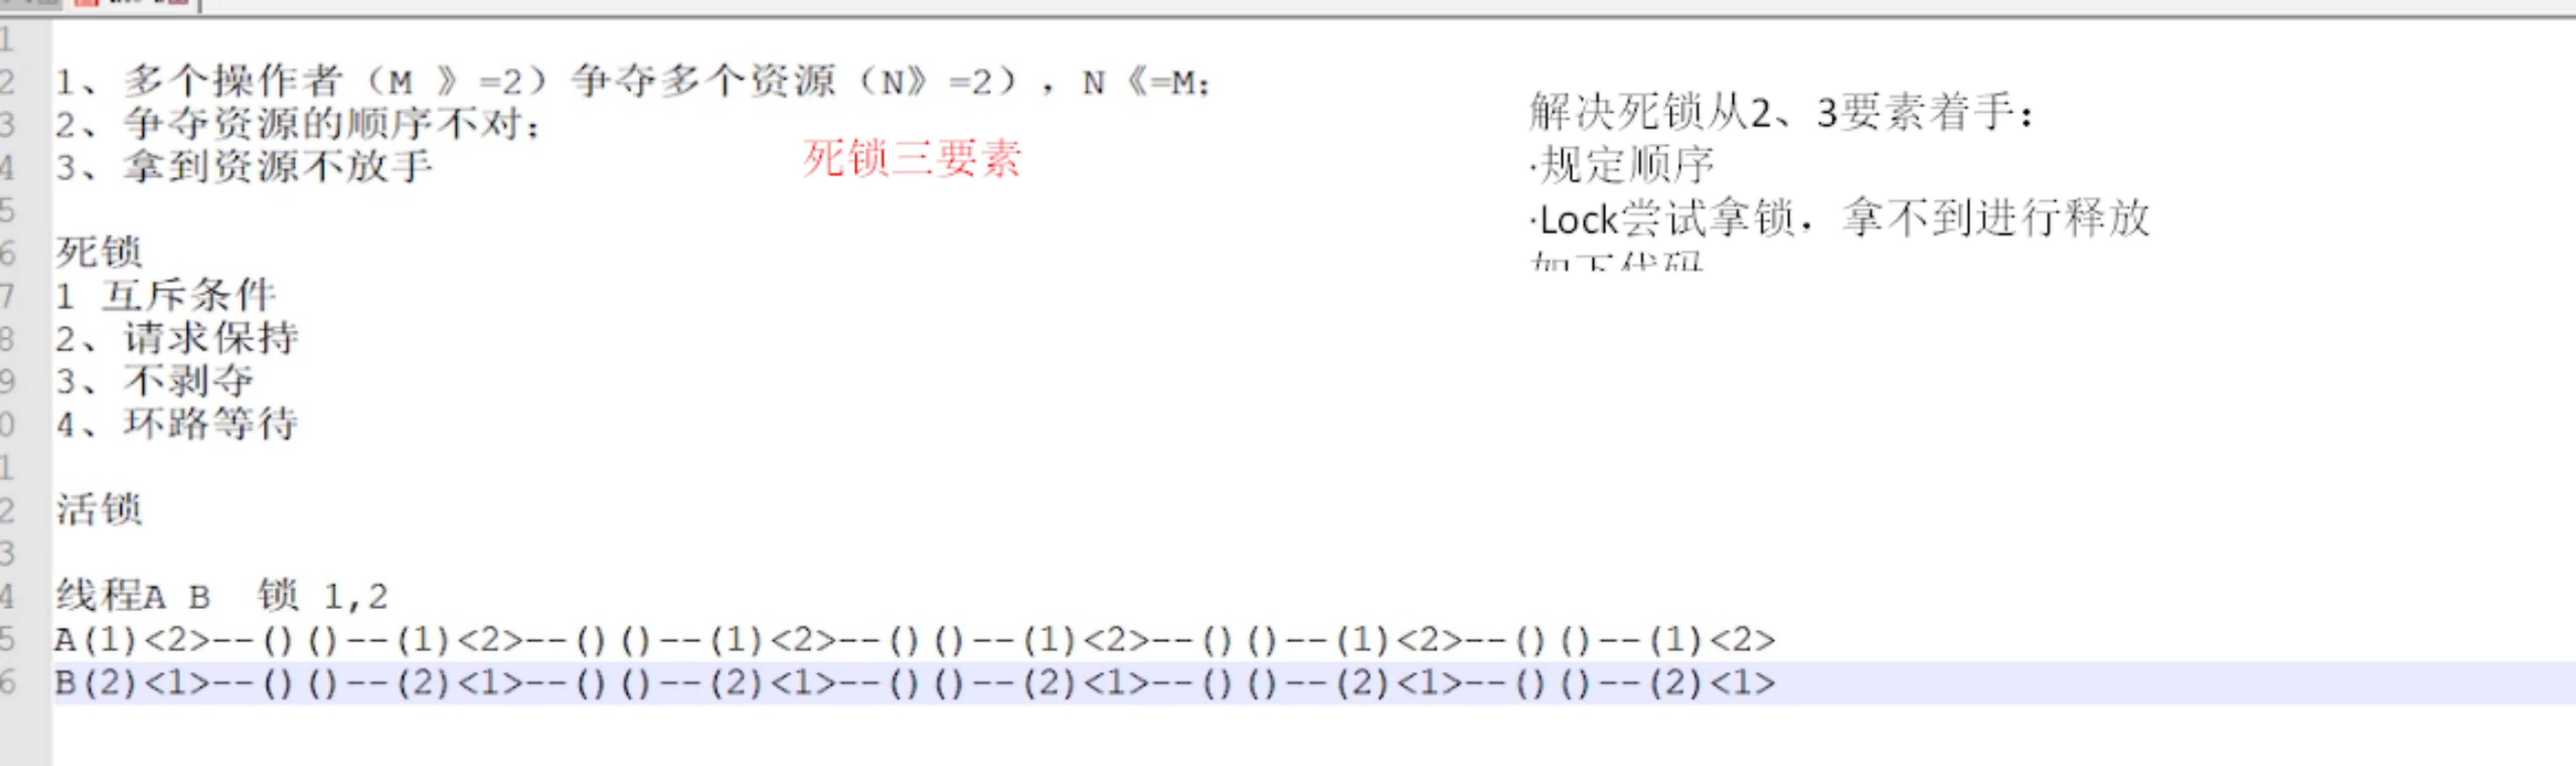 1
2 1、多个操作者（M 》=2）争夺多个资源（N》=2），N《=M;
3 2、争夺资源的顺序不对;
4 3、拿到资源不放手
死锁三要素
5
6 死锁
7 1 互斥条件
8 2、请求保持
9 3、不剥夺
0 4、环路等待
1
2 活锁
3
4 线程A B  锁 1,2
5 A(1)<2>--()()--(1)<2>--()()--(1)<2>--()()--(1)<2>--()()--(1)<2>--()()--(1)<2>
6 B(2)<1>--()()--(2)<1>--()()--(2)<1>--()()--(2)<1>--()()--(2)<1>--()()--(2)<1>
解决死锁从2、3要素着手：
·规定顺序
·Lock尝试拿锁，拿不到进行释放
如下代码